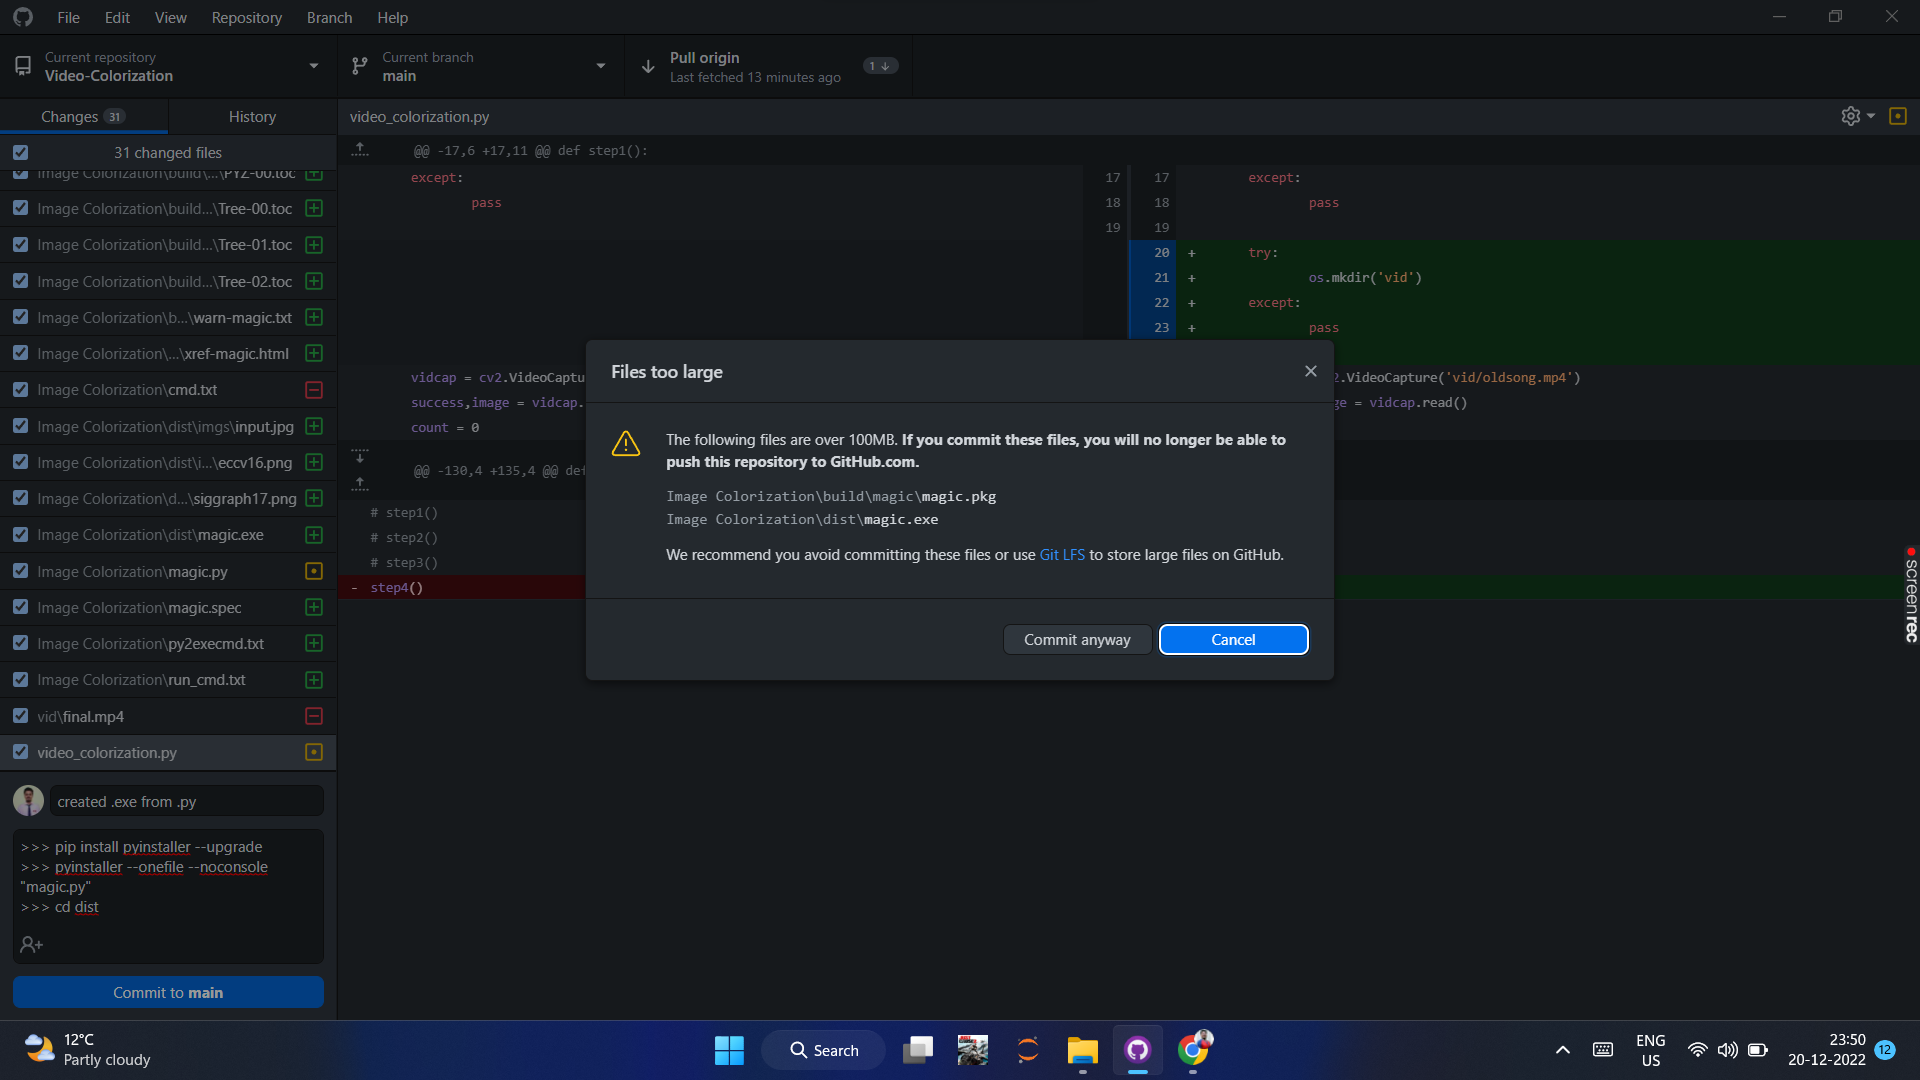 File Edit View Repository Branch Help
Current repository
Video-Colorization
Current branch
main
Pull origin
Last fetched 13 minutes ago
1
Changes 31
History
video_colorization.py
31 changed files
Image Colorization\build\...\PYZ-00.toc
Image Colorization\build...\Tree-00.toc
Image Colorization\build...\Tree-01.toc
Image Colorization\build...\Tree-02.toc
Image Colorization\b...\warn-magic.txt
Image Colorization\...\xref-magic.html
Image Colorization\cmd.txt
Image Colorization\dist\imgs\input.jpg
Image Colorization\dist\i...\eccv16.png
Image Colorization\d...\siggraph17.png
Image Colorization\dist\magic.exe
Image Colorization\magic.py
Image Colorization\magic.spec
Image Colorization\py2execmd.txt
Image Colorization\run_cmd.txt
vid\final.mp4
video_colorization.py
created .exe from .py
>>> pip install pyinstaller --upgrade
>>> pyinstaller --onefile --noconsole
"magic.py"
>>> cd dist
Commit to main
@@ -17,6 +17,11 @@ def step1():
except: 17 17 except:
pass 18 18 pass
19 19
20 + try:
21 + os.mkdir('vid')
22 + except:
23 + pass
vidcap = cv2.VideoCaptu
2.VideoCapture('vid/oldsong.mp4')
success,image = vidcap.
ge = vidcap.read()
count = 0
@@ -130,4 +135,4 @@ def
# step1()
# step2()
# step3()
- step4()
Files too large
The following files are over 100MB. If you commit these files, you will no longer be able to
push this repository to GitHub.com.
Image Colorization\build\magic\magic.pkg
Image Colorization\dist\magic.exe
We recommend you avoid committing these files or use Git LFS to store large files on GitHub.
Commit anyway
Cancel
screenrec
12°C
Partly cloudy
Search
ENG
US
23:50
20-12-2022
12